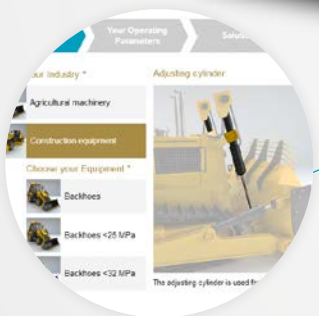 Your Operating
Parameters
our Industry *
Adjusting cylinder
Agricultural machinery
Construction equipment
Choose your Equipment *
Backhoes
Backhoes <25 MPa
Backhoes <32 MPa
The adjusting cylinder is used